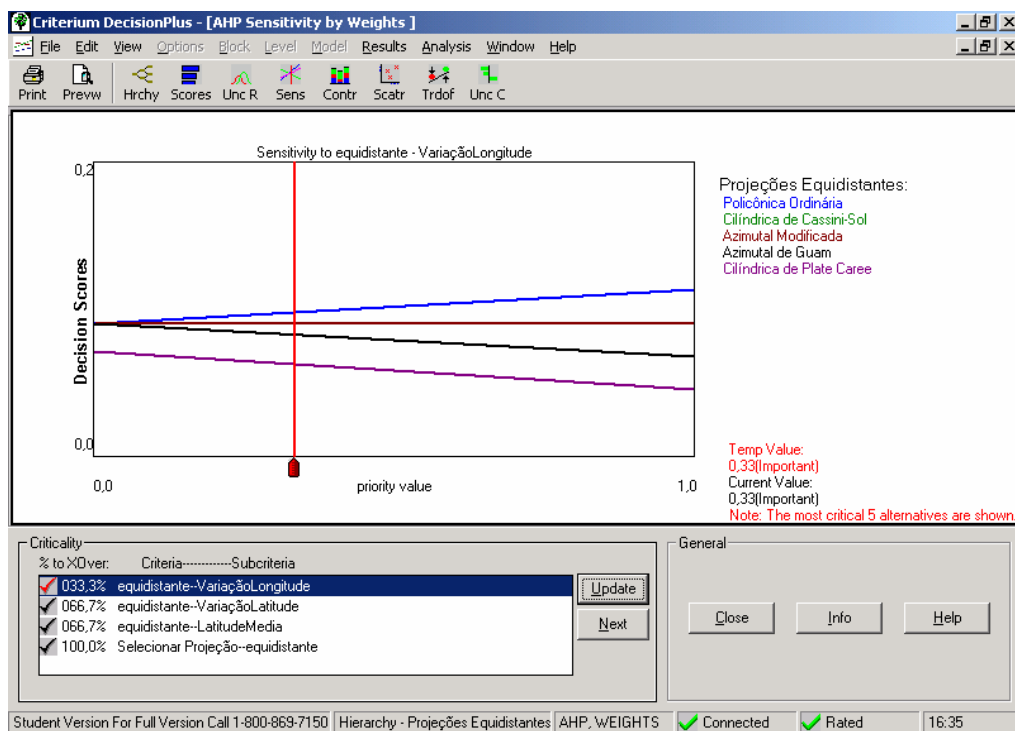 Criterium DecisionPlus - [AHP Sensitivity by Weights ]
File Edit View Options Block Level Model Results Analysis Window Help
Print Prevw Hrchy Scores Unc R Sens Contr Scatr Trdof Unc C
Sensitivity to equidistante - VariaçãoLongitude
0,2
Decision Scores
0,0
0,0 priority value 1,0
Projeções Equidistantes:
Policônica Ordinária
Cilíndrica de Cassini-Sol
Azimutal Modificada
Azimutal de Guam
Cilíndrica de Plate Caree
Temp Value:
0,33(Important)
Current Value:
0,33(Important)
Note: The most critical 5 alternatives are shown.
Criticality
% to XOver: Criteria------------Subcriteria
033,3% equidistante--VariaçãoLongitude
066,7% equidistante--VariaçãoLatitude
066,7% equidistante--LatitudeMedia
100,0% Selecionar Projeção--equidistante
Update
Next
General
Close Info Help
Student Version For Full Version Call 1-800-869-7150 Hierarchy - Projeções Equidistantes AHP, WEIGHTS Connected Rated 16:35